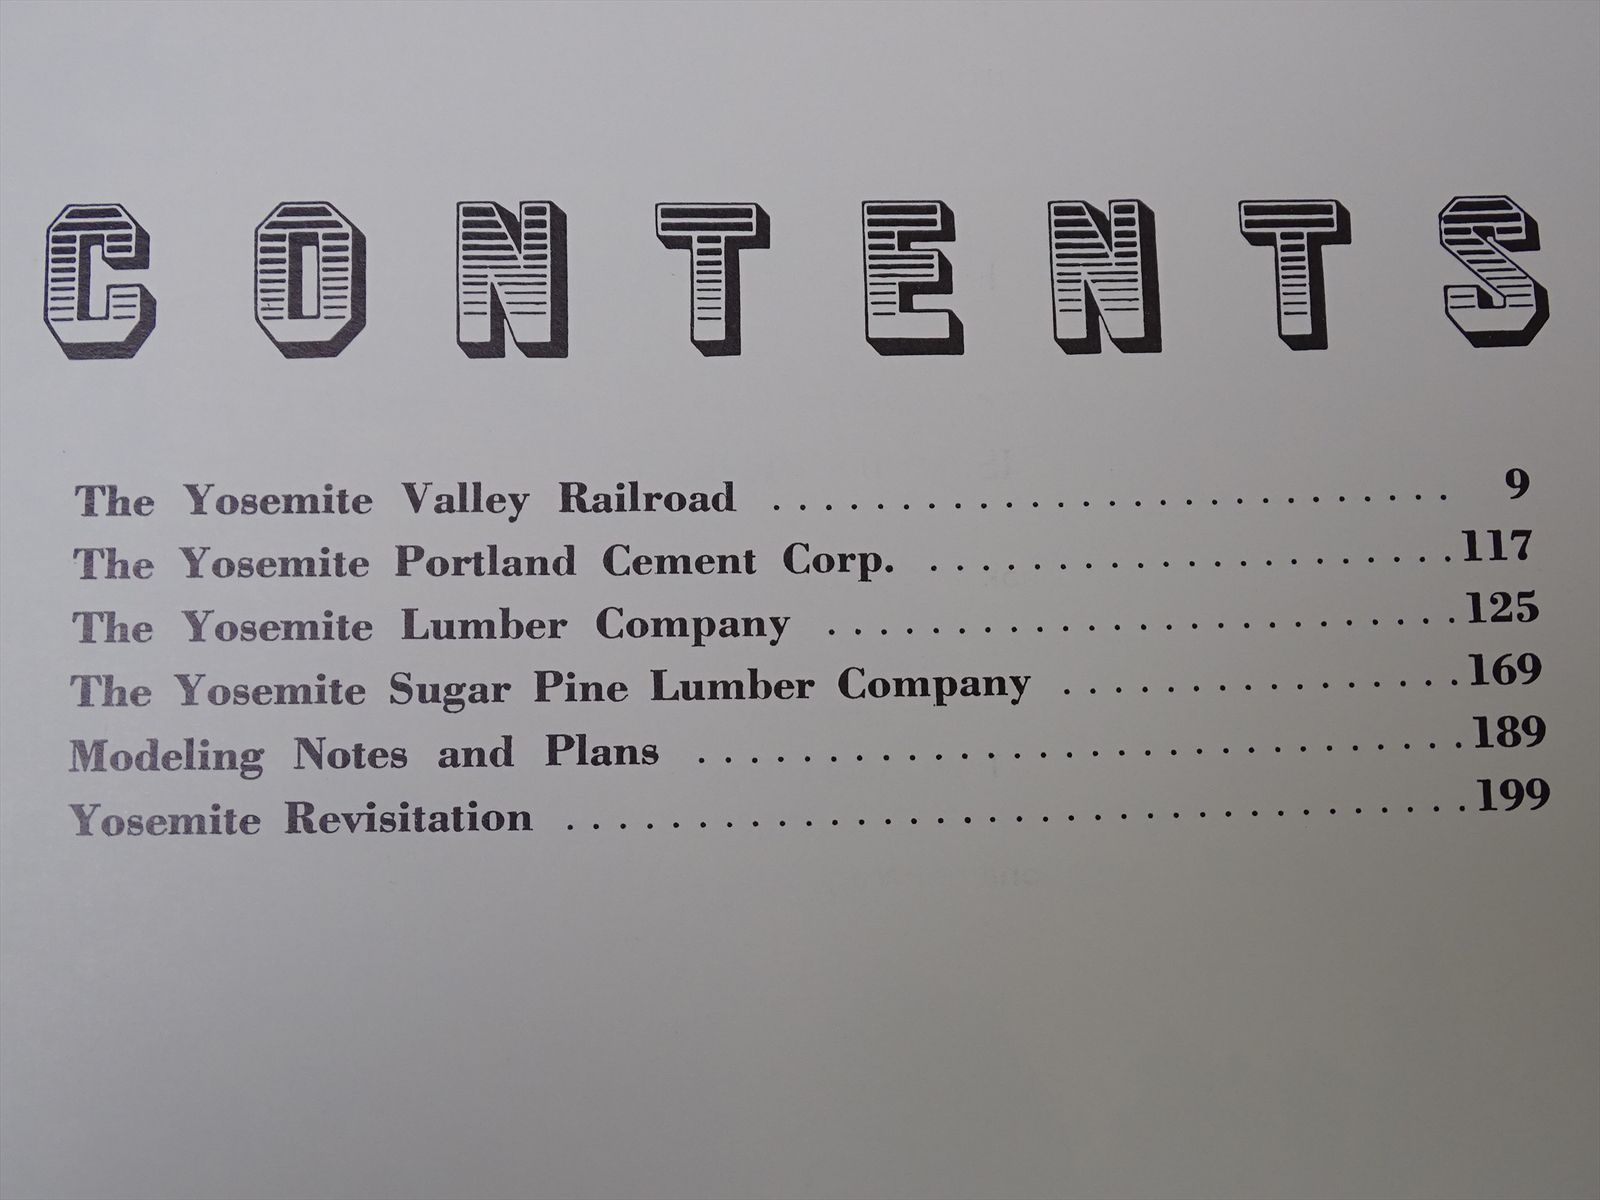 CONTENTS
The Yosemite Valley Railroad . . . . . . . . . . . . . . . . . . . . . . . . . . . 9
The Yosemite Portland Cement Corp. . . . . . . . . . . . . . . . . . . . . . 117
The Yosemite Lumber Company . . . . . . . . . . . . . . . . . . . . . . . . . 125
The Yosemite Sugar Pine Lumber Company . . . . . . . . . . . . . . . . 169
Modeling Notes and Plans . . . . . . . . . . . . . . . . . . . . . . . . . . . . . . 189
Yosemite Revisitation . . . . . . . . . . . . . . . . . . . . . . . . . . . . . . . . . . . 199